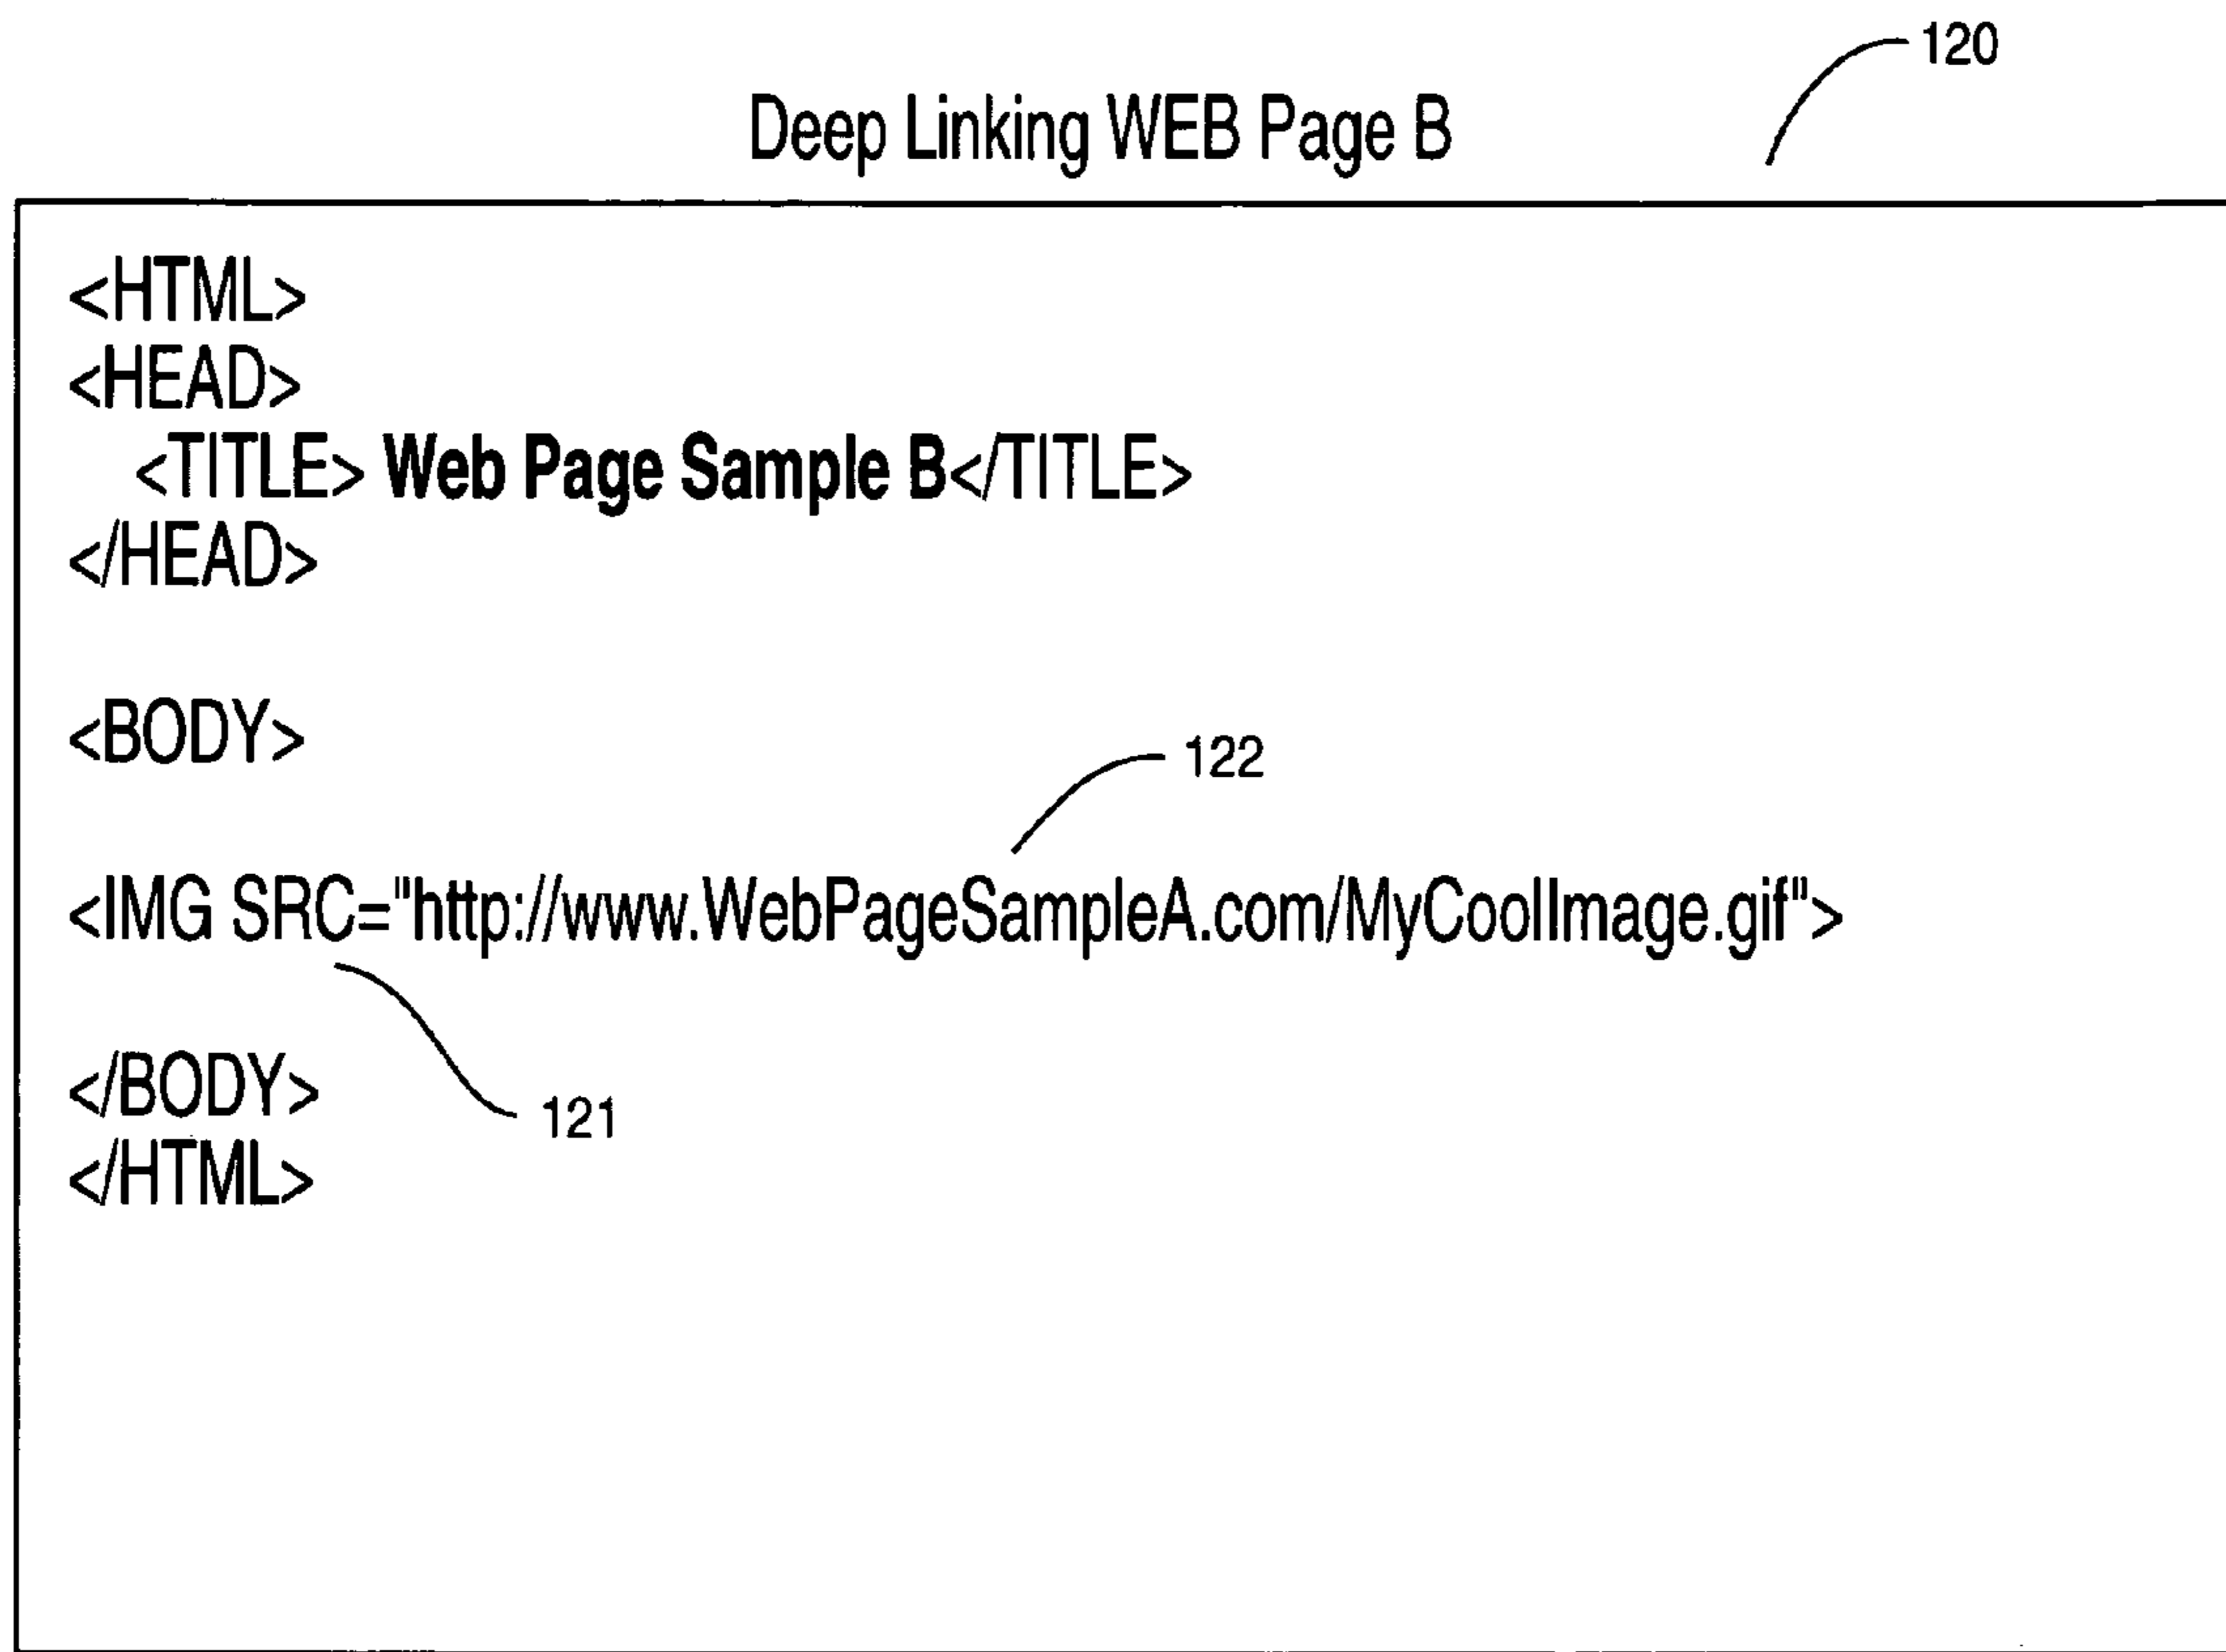 120
Deep Linking WEB Page B
<HTML>
<HEAD>
<TITLE> Web Page Sample B</TITLE>
</HEAD>
<BODY>
122
<IMG SRC="http://www.WebPageSampleA.com/MyCoolImage.gif">
</BODY>
121
</HTML>